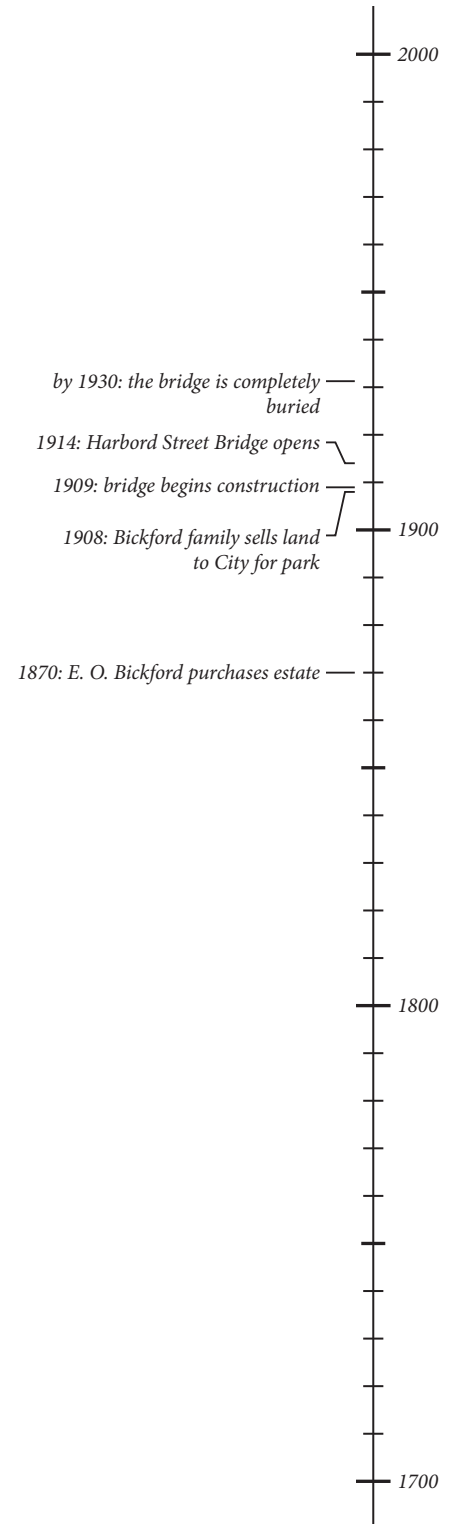 2000
by 1930: the bridge is completely
buried
1914: Harbord Street Bridge opens
1909: bridge begins construction
1900
1908: Bickford family sells land
to City for park
1870: E. O. Bickford purchases estate
1800
1700